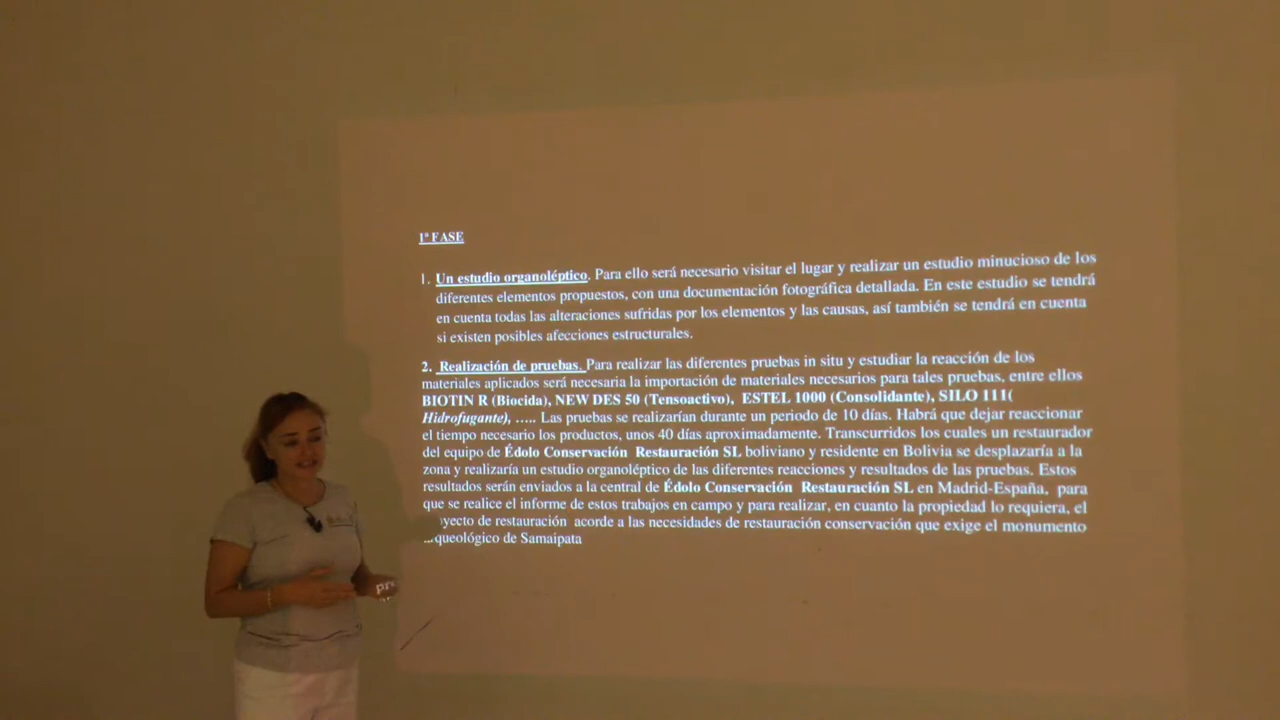 1ª FASE
1. Un estudio organoléptico. Para ello será necesario visitar el lugar y realizar un estudio minucioso de los
diferentes elementos propuestos, con una documentación fotográfica detallada. En este estudio se tendrá
en cuenta todas las alteraciones sufridas por los elementos y las causas, así también se tendrá en cuenta
si existen posibles afecciones estructurales.
2. Realización de pruebas. Para realizar las diferentes pruebas in situ y estudiar la reacción de los
materiales aplicados será necesaria la importación de materiales necesarios para tales pruebas, entre ellos
BIOTIN R (Biocida), NEW DES 50 (Tensoactivo), ESTEL 1000 (Consolidante), SILO 111(
Hidrofugante), ..... Las pruebas se realizarían durante un periodo de 10 días. Habrá que dejar reaccionar
el tiempo necesario los productos, unos 40 días aproximadamente. Transcurridos los cuales un restaurador
del equipo de Édolo Conservación Restauración SL boliviano y residente en Bolivia se desplazaría a la
zona y realizaría un estudio organoléptico de las diferentes reacciones y resultados de las pruebas. Estos
resultados serán enviados a la central de Édolo Conservación Restauración SL en Madrid-España, para
que se realice el informe de estos trabajos en campo y para realizar, en cuanto la propiedad lo requiera, el
pr yecto de restauración acorde a las necesidades de restauración conservación que exige el monumento
rqueológico de Samaipata